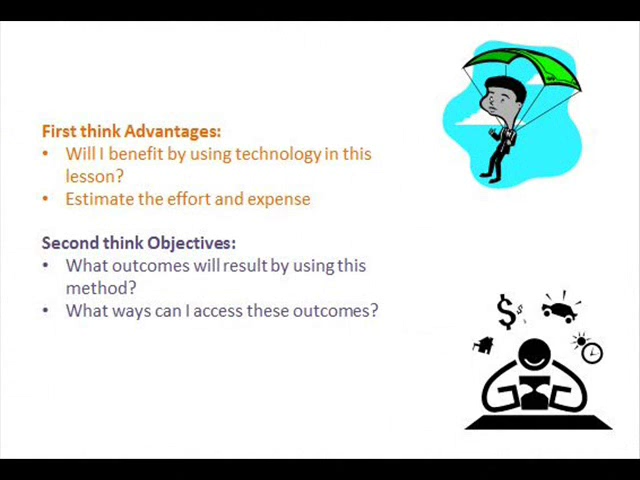 First think Advantages:
• Will I benefit by using technology in this
lesson?
• Estimate the effort and expense
Second think Objectives:
• What outcomes will result by using this
method?
• What ways can I access these outcomes?
$ $